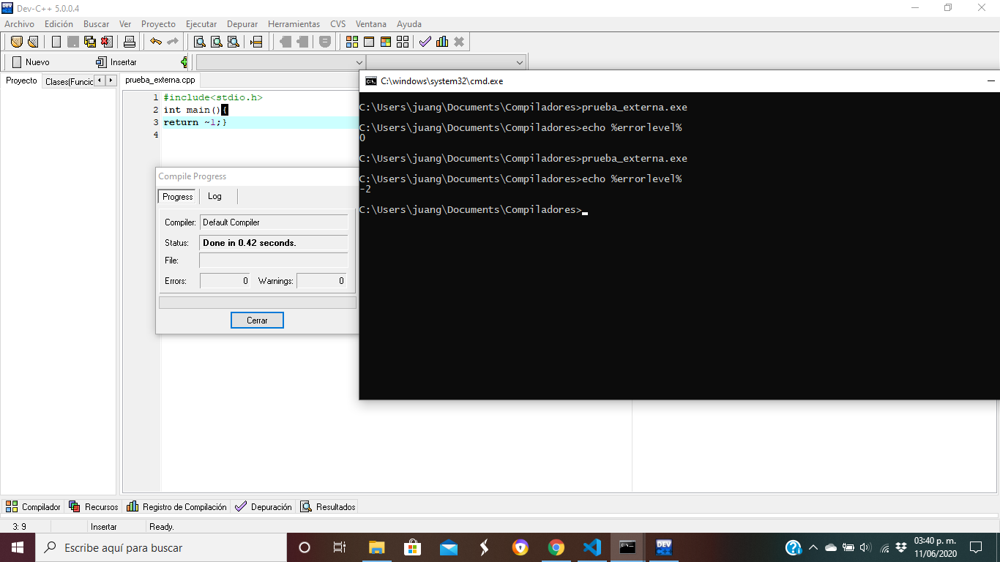 Dev-C++ 5.0.0.4
Archivo Edición Buscar Ver Proyecto Ejecutar Depurar Herramientas CVS Ventana Ayuda
Nuevo Insertar
Proyecto Clases(Funcio prueba_externa.cpp
1 #include<stdio.h>
2 int main(){
3 return ~1;}
4
Compile Progress
Progress Log
Compiler: Default Compiler
Status: Done in 0.42 seconds.
File:
Errors: 0 Warnings: 0
Cerrar
C:\windows\system32\cmd.exe
C:\Users\juang\Documents\Compiladores>prueba_externa.exe
C:\Users\juang\Documents\Compiladores>echo %errorlevel%
0
C:\Users\juang\Documents\Compiladores>prueba_externa.exe
C:\Users\juang\Documents\Compiladores>echo %errorlevel%
-2
C:\Users\juang\Documents\Compiladores>
Compilador Recursos Registro de Compilación Depuración Resultados
3: 9 Insertar Ready.
Escribe aquí para buscar
DEV
03:40 p. m.
11/06/2020